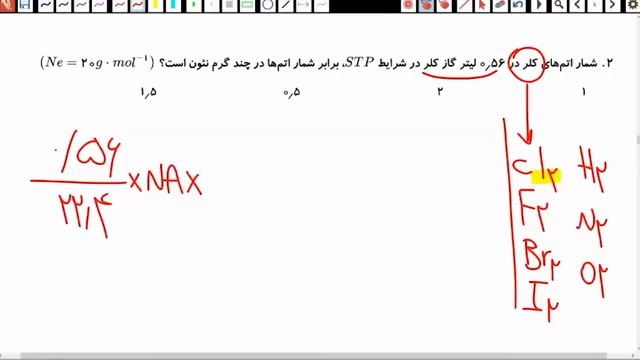 ۲. شمار اتم‌های کلر در ۰٫۵۶ لیتر گاز کلر در شرایط STP، برابر شمار اتم‌ها در چند گرم نئون است؟ (Ne = ۲۰g · mol⁻¹)
۱ ۲ ۰٫۵ ۱٫۵
۰/۵۶
۲۲/۴
×NA×
Cl۲ H۲
F۲ N۲
Br۲ O۲
I۲